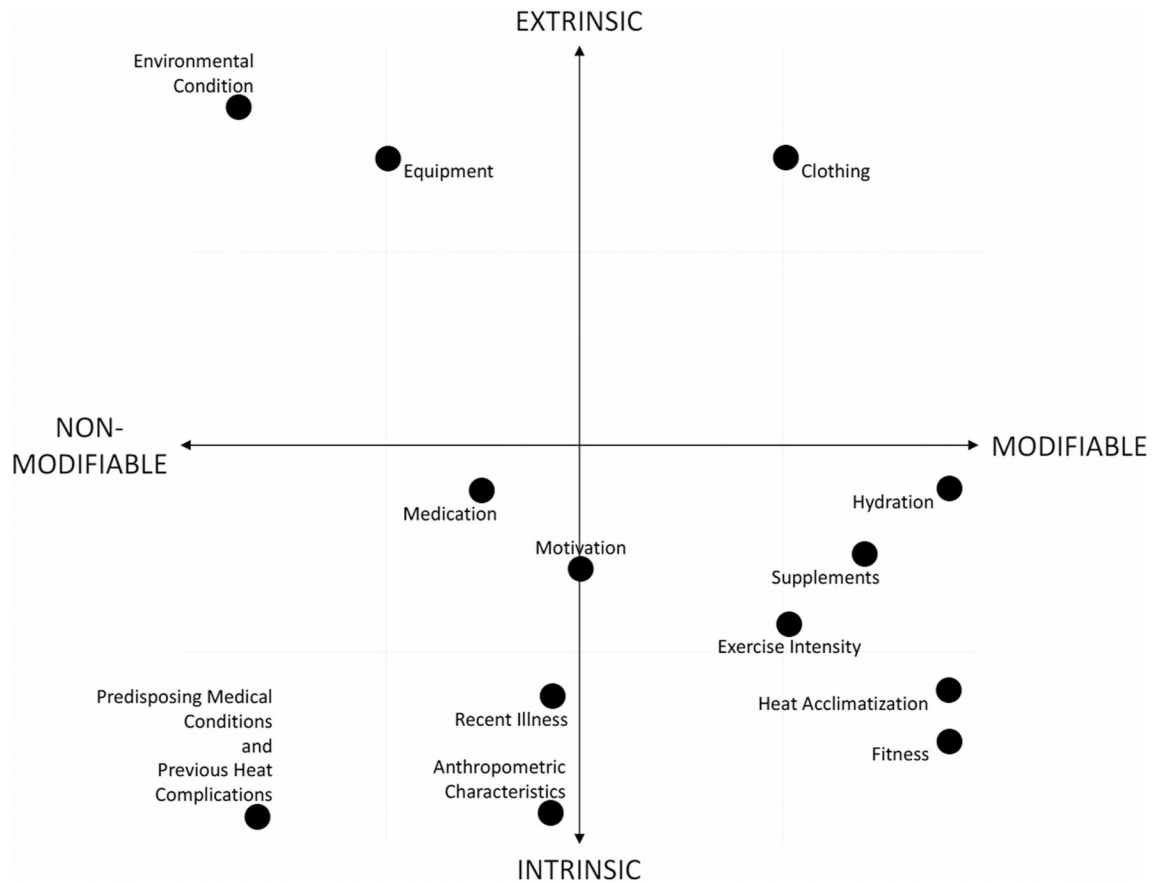 EXTRINSIC
Environmental
Condition
Equipment
Clothing
NON-
MODIFIABLE
MODIFIABLE
Medication
Hydration
Motivation
Supplements
Exercise Intensity
Predisposing Medical
Conditions
and
Previous Heat
Complications
Recent Illness
Heat Acclimatization
Fitness
Anthropometric
Characteristics
INTRINSIC